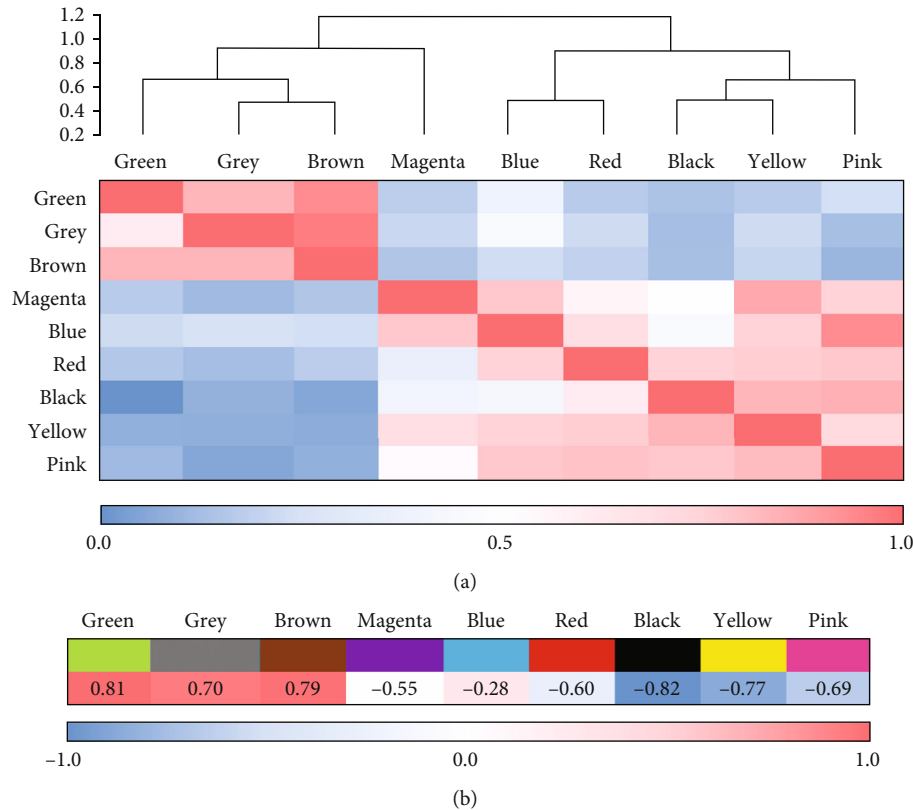 1.2
1.0
0.8
0.6
0.4
0.2
Green Grey Brown Magenta Blue Red Black Yellow Pink
Green
Grey
Brown
Magenta
Blue
Red
Black
Yellow
Pink
0.0 0.5 1.0
(a)
Green Grey Brown Magenta Blue Red Black Yellow Pink
0.81 0.70 0.79 –0.55 –0.28 –0.60 –0.82 –0.77 –0.69
–1.0 0.0 1.0
(b)